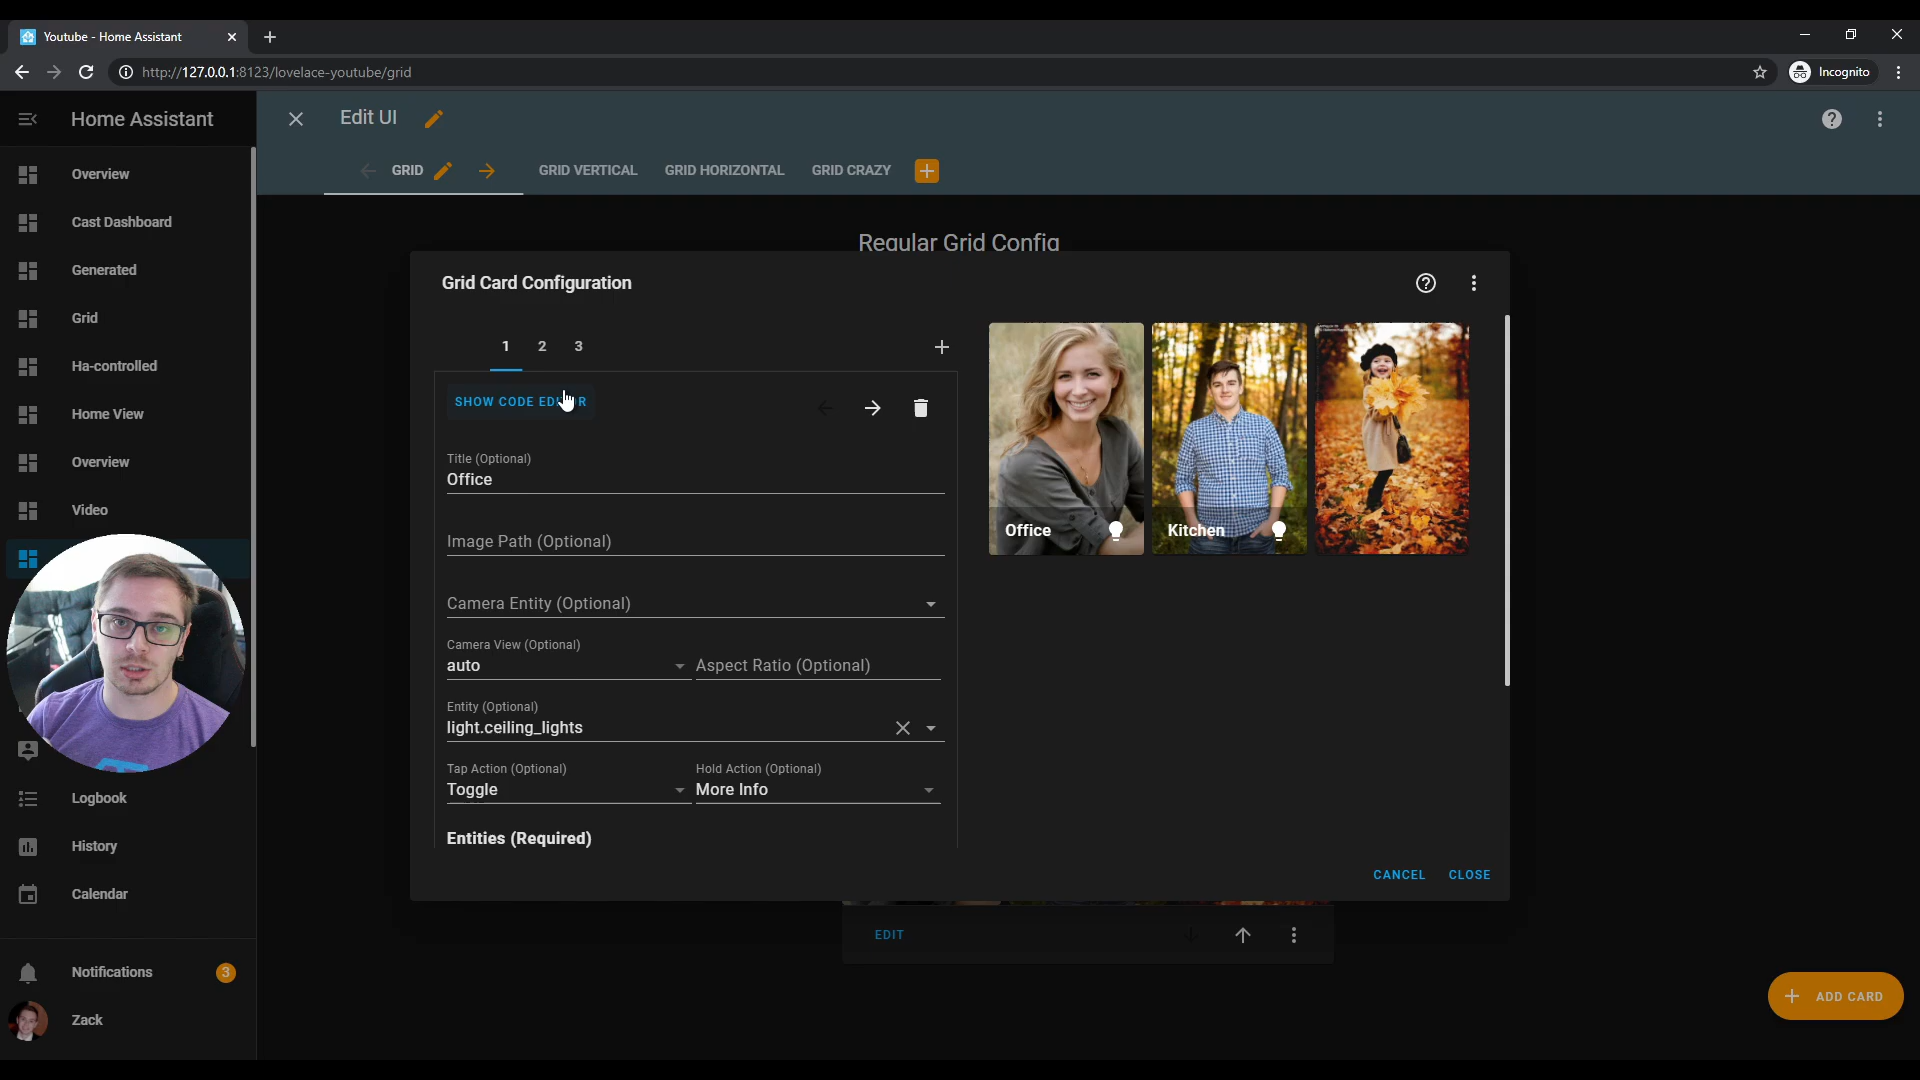 Youtube - Home Assistant
http://127.0.0.1:8123/lovelace-youtube/grid
Incognito
Home Assistant
Edit UI
GRID
GRID VERTICAL
GRID HORIZONTAL
GRID CRAZY
Overview
Cast Dashboard
Generated
Grid
Ha-controlled
Home View
Overview
Video
Logbook
History
Calendar
Notifications
3
Zack
Regular Grid Config
Grid Card Configuration
1
2
3
SHOW CODE EDITOR
Title (Optional)
Office
Image Path (Optional)
Camera Entity (Optional)
Camera View (Optional)
auto
Aspect Ratio (Optional)
Entity (Optional)
light.ceiling_lights
Tap Action (Optional)
Toggle
Hold Action (Optional)
More Info
Entities (Required)
Office
Kitchen
CANCEL
CLOSE
EDIT
ADD CARD